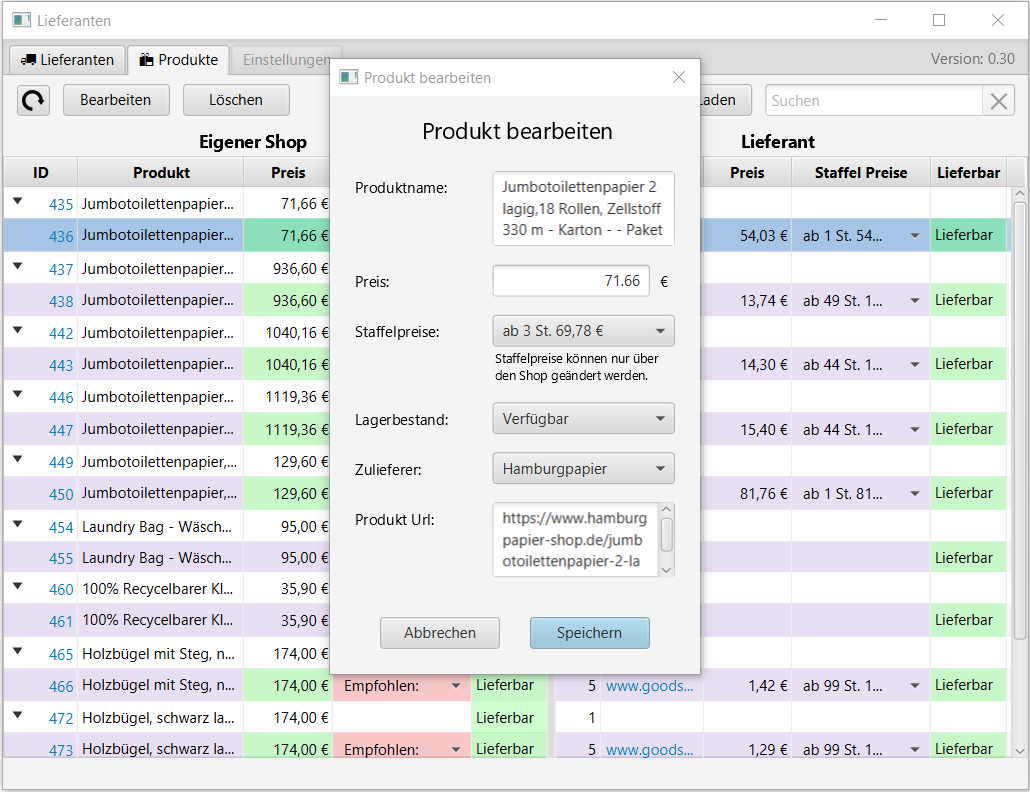 Lieferanten
Lieferanten Produkte Einstellungen Version: 0.30
Produkt bearbeiten
Bearbeiten Löschen Laden Suchen
Eigener Shop Lieferant
ID Produkt Preis Preis Staffel Preise Lieferbar
435 Jumbotoilettenpapier... 71,66 €
436 Jumbotoilettenpapier... 71,66 € 54,03 € ab 1 St. 54... Lieferbar
437 Jumbotoilettenpapier... 936,60 €
438 Jumbotoilettenpapier... 936,60 € 13,74 € ab 49 St. 1... Lieferbar
442 Jumbotoilettenpapier... 1040,16 €
443 Jumbotoilettenpapier... 1040,16 € 14,30 € ab 44 St. 1... Lieferbar
446 Jumbotoilettenpapier... 1119,36 €
447 Jumbotoilettenpapier... 1119,36 € 15,40 € ab 44 St. 1... Lieferbar
449 Jumbotoilettenpapier,... 129,60 €
450 Jumbotoilettenpapier,... 129,60 € 81,76 € ab 1 St. 81... Lieferbar
454 Laundry Bag - Wäsch... 95,00 €
455 Laundry Bag - Wäsch... 95,00 € Lieferbar
460 100% Recycelbarer Kl... 35,90 €
461 100% Recycelbarer Kl... 35,90 € Lieferbar
465 Holzbügel mit Steg, n... 174,00 €
466 Holzbügel mit Steg, n... 174,00 € Empfohlen: Lieferbar 5 www.goods... 1,42 € ab 99 St. 1... Lieferbar
472 Holzbügel, schwarz la... 174,00 € Lieferbar 1
473 Holzbügel, schwarz la... 174,00 € Empfohlen: Lieferbar 5 www.goods... 1,29 € ab 99 St. 1... Lieferbar
Produkt bearbeiten
Produktname: Jumbotoilettenpapier 2
lagig,18 Rollen, Zellstoff
330 m - Karton - - Paket
Preis: 71.66 €
Staffelpreise: ab 3 St. 69,78 €
Staffelpreise können nur über
den Shop geändert werden.
Lagerbestand: Verfügbar
Zulieferer: Hamburgpapier
Produkt Url: https://www.hamburg
papier-shop.de/jumb
otoilettenpapier-2-la
Abbrechen Speichern